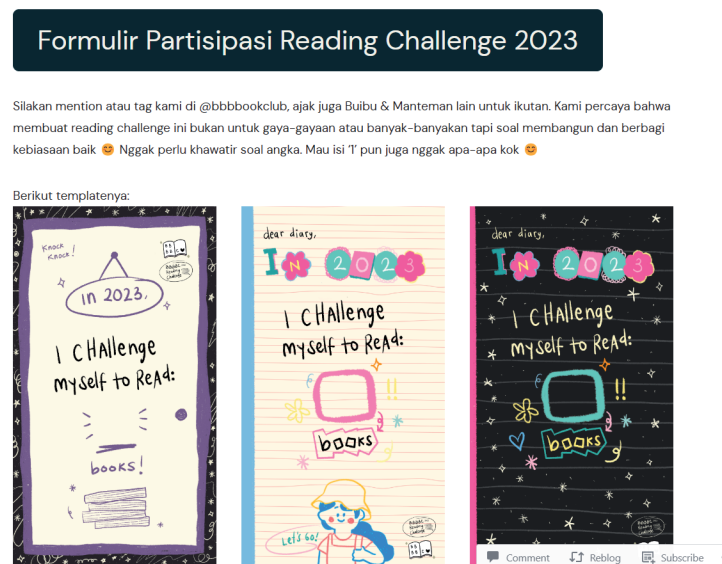 Formulir Partisipasi Reading Challenge 2023
Silakan mention atau tag kami di @bbbbookclub, ajak juga Buibu & Manteman lain untuk ikutan. Kami percaya bahwa
membuat reading challenge ini bukan untuk gaya-gayaan atau banyak-banyakan tapi soal membangun dan berbagi
kebiasaan baik 😊 Nggak perlu khawatir soal angka. Mau isi '1' pun juga nggak apa-apa kok 😊
Berikut templatenya:
KNOCK
KNOCK!
in 2023,
I CHAllenge
myself to ReAd:
books!
dear diary,
In 2023
I CHAllenge
myself to ReAd:
!!
books
Let's Go!
dear diary,
In 2023
I CHAllenge
myself to ReAd:
!!
books
Comment
Reblog
Subscribe